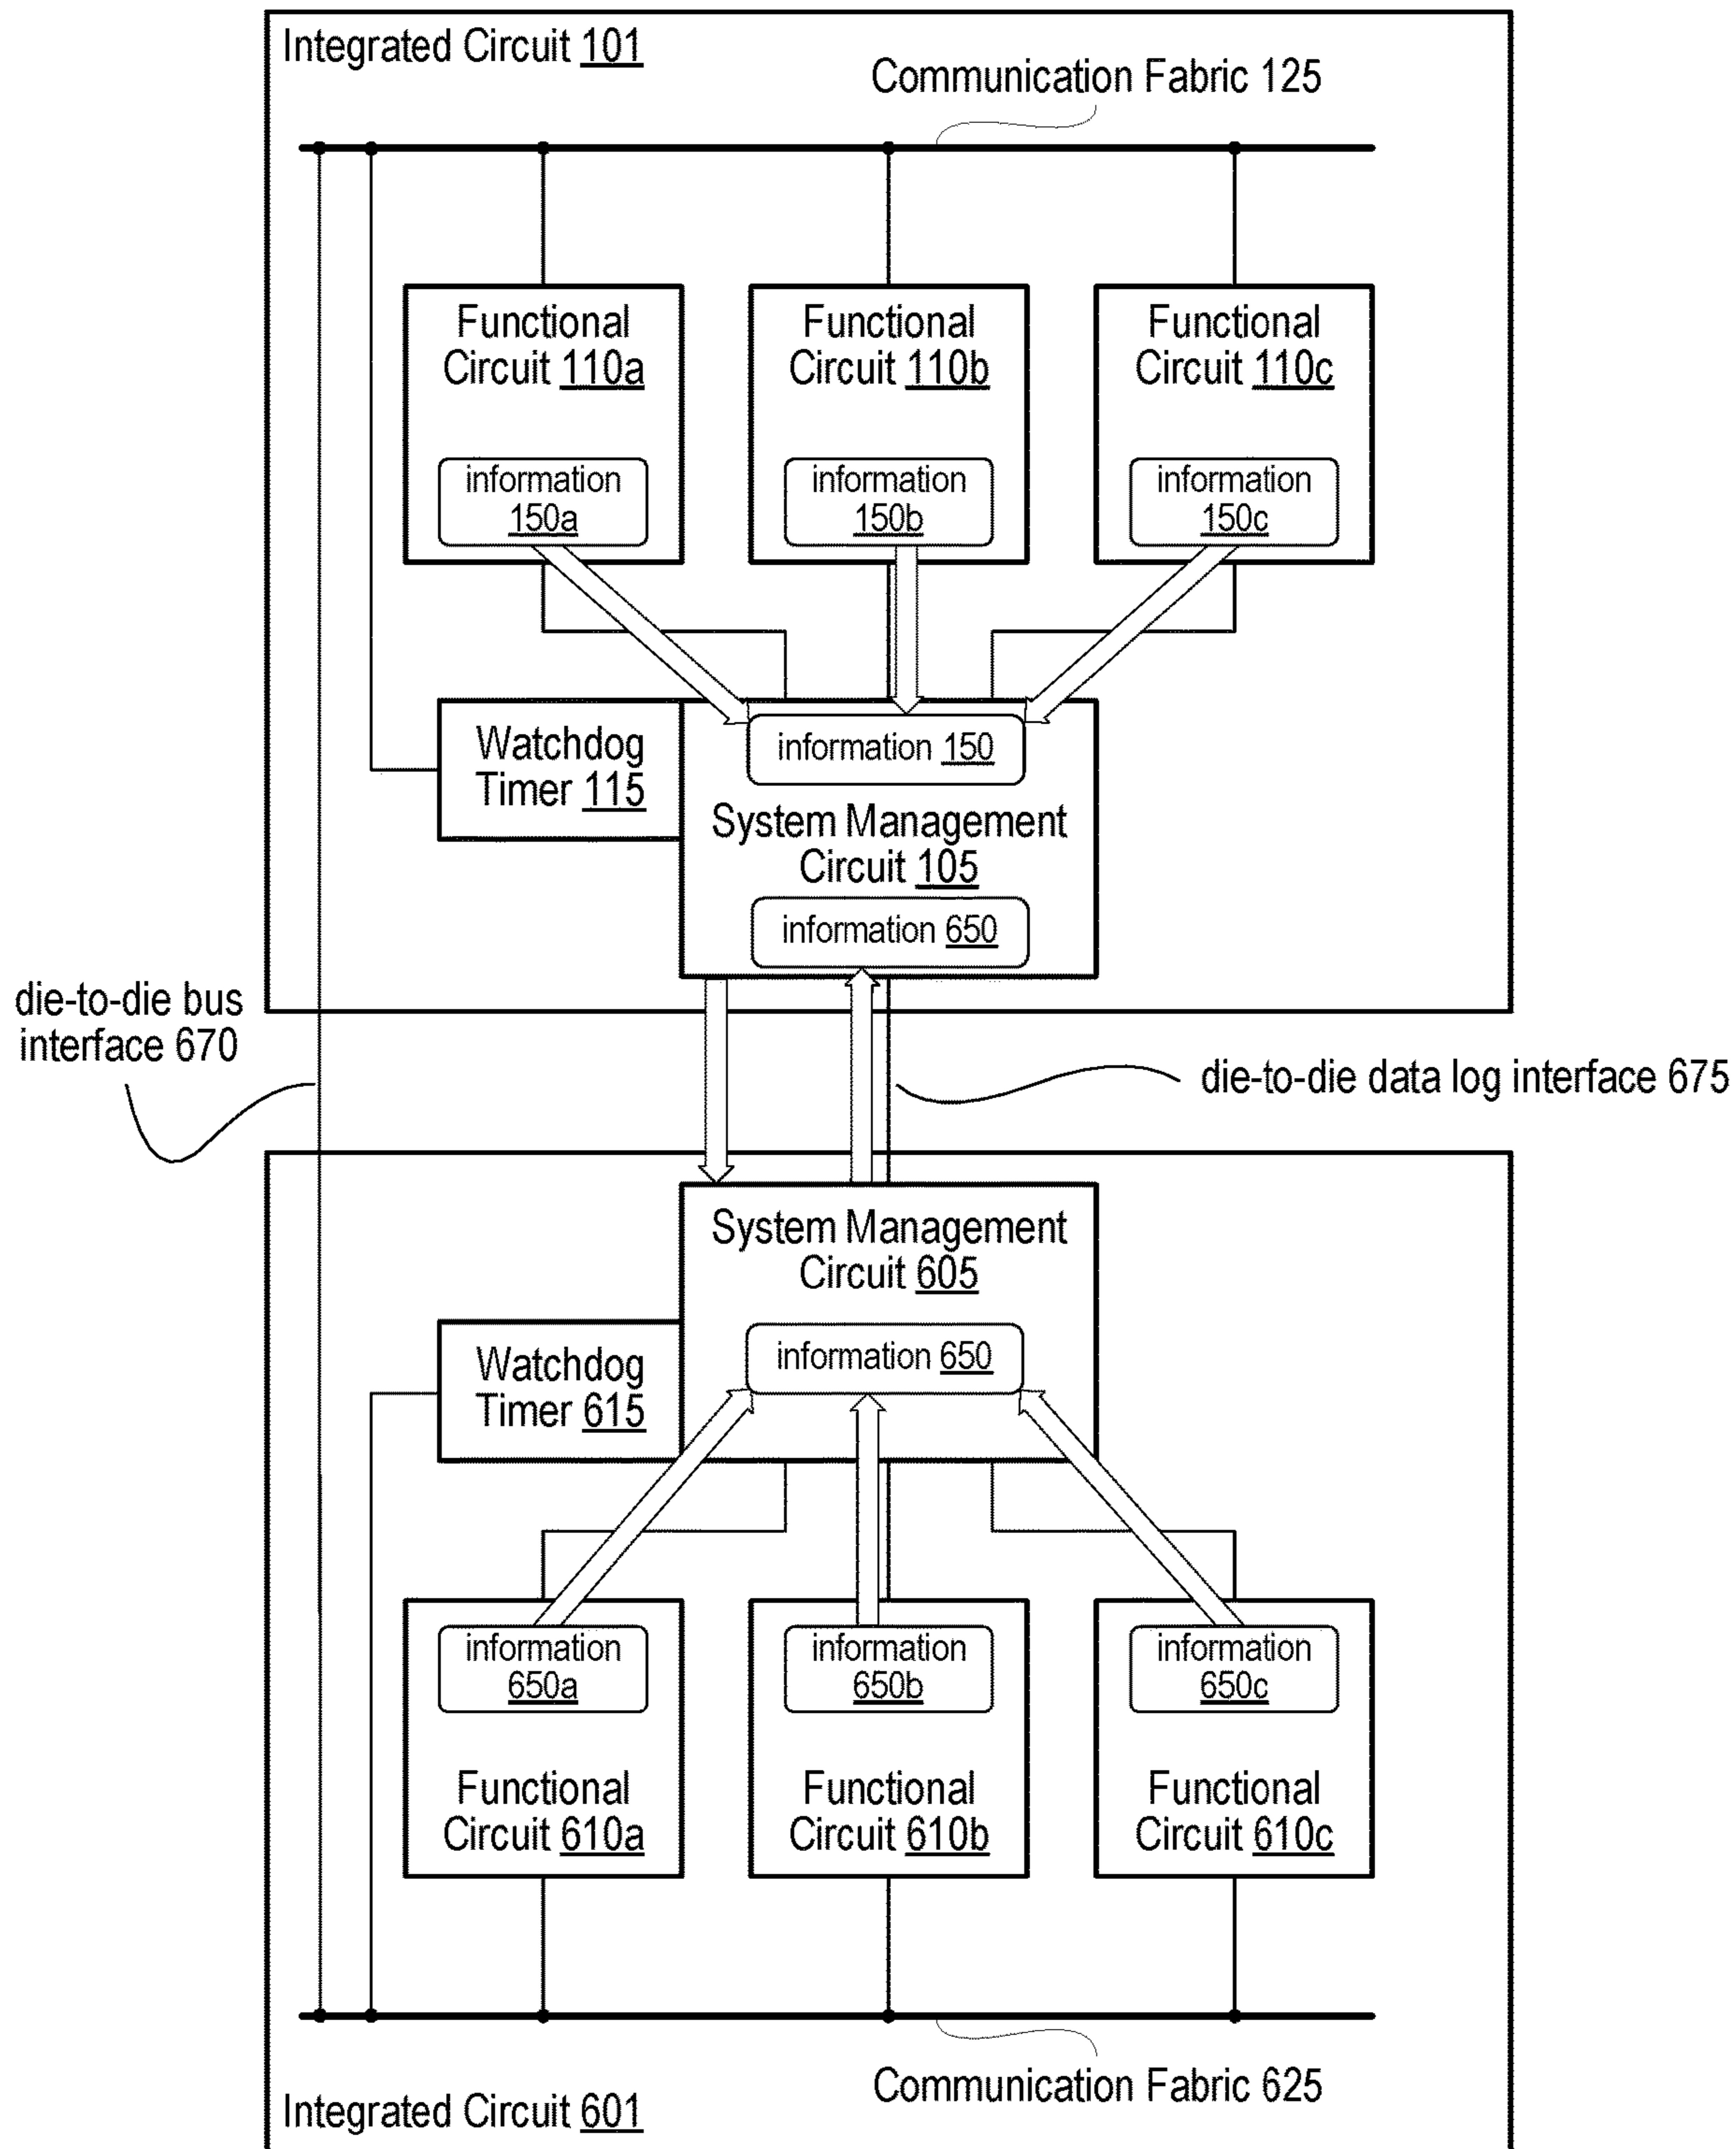 Integrated Circuit 101
Communication Fabric 125
Functional
Circuit 110a
Functional
Circuit 110b
Functional
Circuit 110c
information
150a
information
150b
information
150c
Watchdog
Timer 115
information 150
System Management
Circuit 105
information 650
die-to-die bus
interface 670
die-to-die data log interface 675
System Management
Circuit 605
Watchdog
Timer 615
information 650
information
650a
information
650b
information
650c
Functional
Circuit 610a
Functional
Circuit 610b
Functional
Circuit 610c
Communication Fabric 625
Integrated Circuit 601